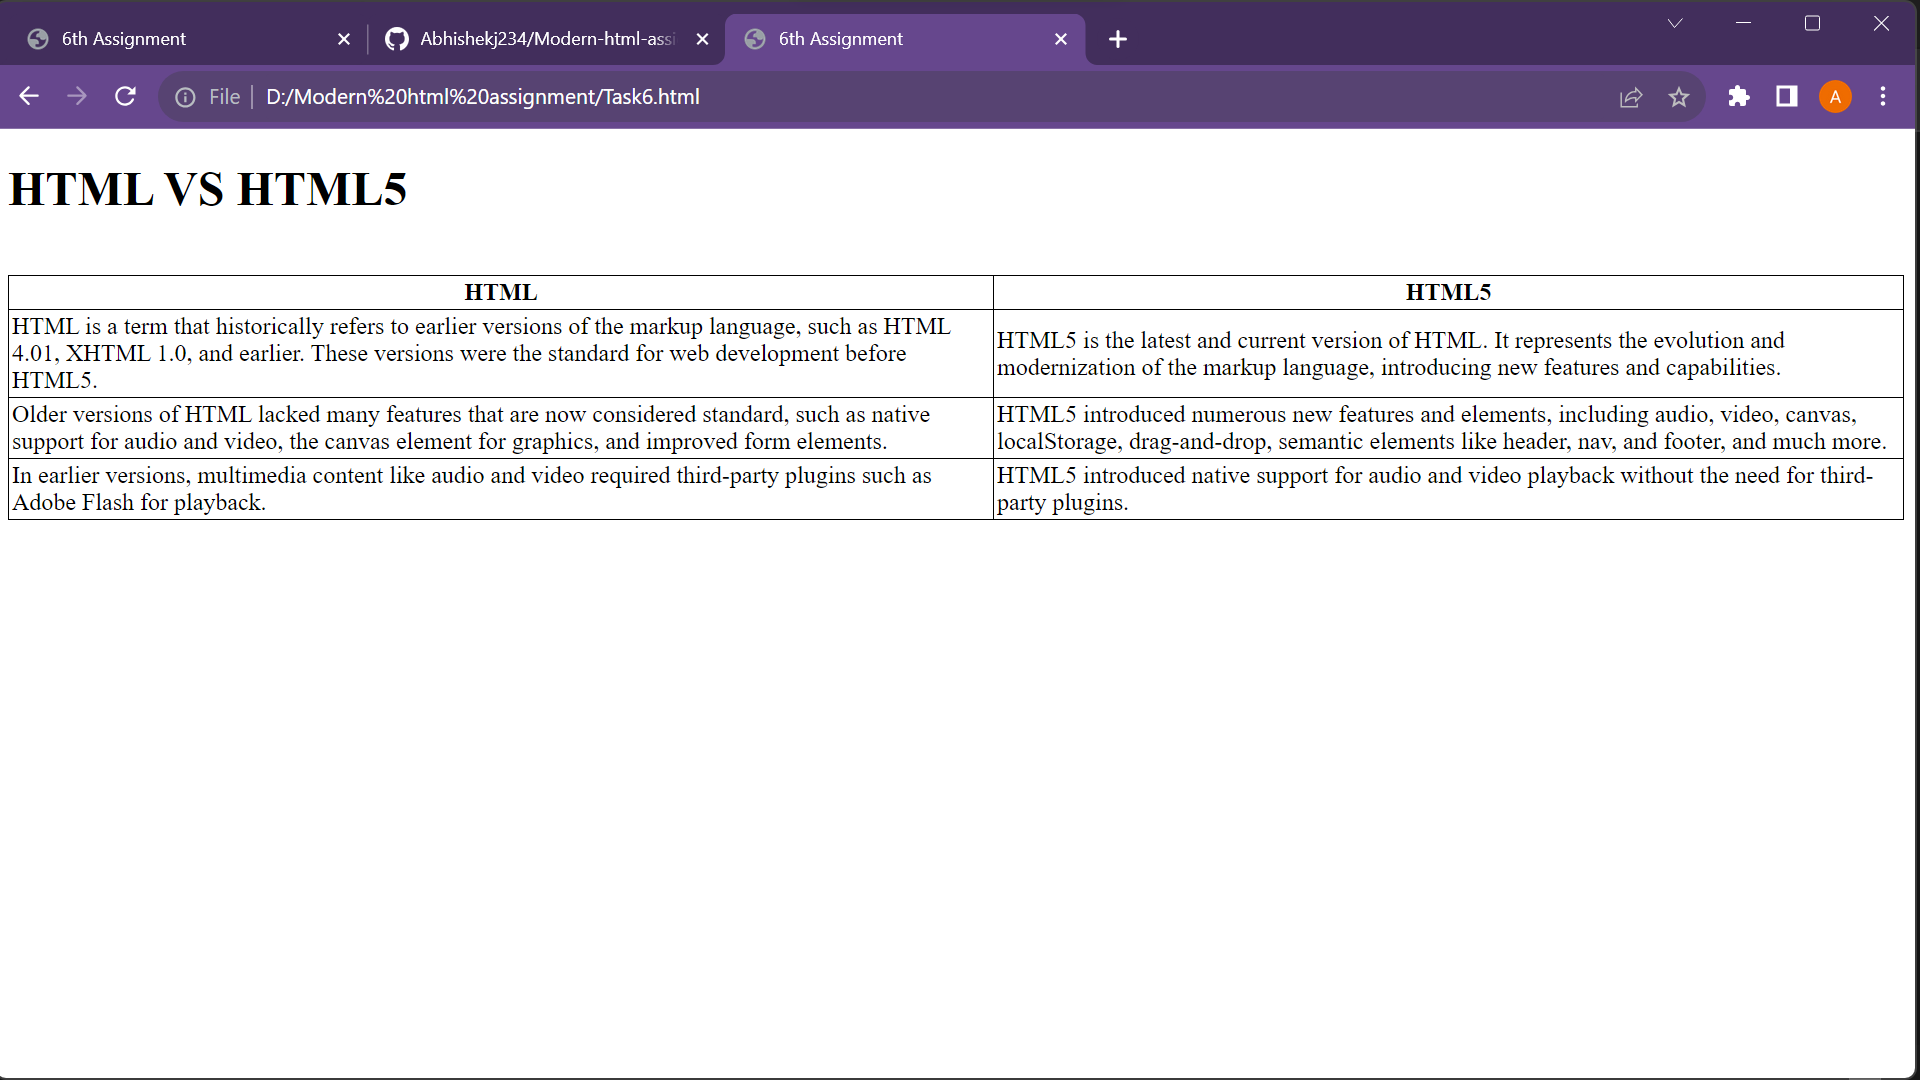 6th Assignment
Abhishekj234/Modern-html-assi
6th Assignment
File
D:/Modern%20html%20assignment/Task6.html
A
HTML VS HTML5
HTML
HTML5
HTML is a term that historically refers to earlier versions of the markup language, such as HTML
4.01, XHTML 1.0, and earlier. These versions were the standard for web development before
HTML5.
HTML5 is the latest and current version of HTML. It represents the evolution and
modernization of the markup language, introducing new features and capabilities.
Older versions of HTML lacked many features that are now considered standard, such as native
support for audio and video, the canvas element for graphics, and improved form elements.
HTML5 introduced numerous new features and elements, including audio, video, canvas,
localStorage, drag-and-drop, semantic elements like header, nav, and footer, and much more.
In earlier versions, multimedia content like audio and video required third-party plugins such as
Adobe Flash for playback.
HTML5 introduced native support for audio and video playback without the need for third-
party plugins.